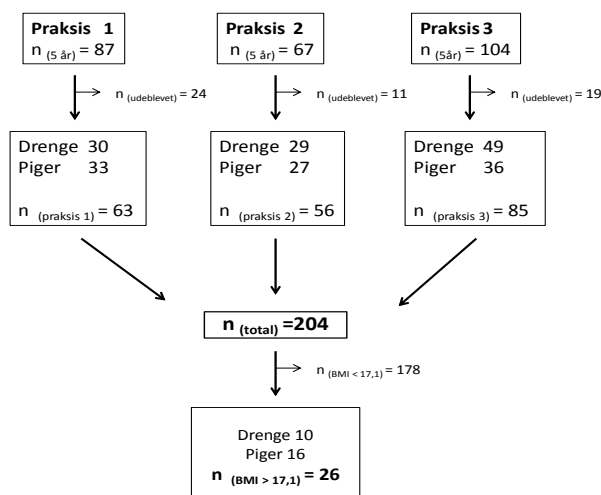 Praksis 1
n (5 år) = 87
Praksis 2
n (5 år) = 67
Praksis 3
n (5år) = 104
n (udeblevet) = 24
n (udeblevet) = 11
n (udeblevet) = 19
Drenge 30
Piger 33
n (praksis 1) = 63
Drenge 29
Piger 27
n (praksis 2) = 56
Drenge 49
Piger 36
n (praksis 3) = 85
n (total) =204
n (BMI < 17,1) = 178
Drenge 10
Piger 16
n (BMI > 17,1) = 26